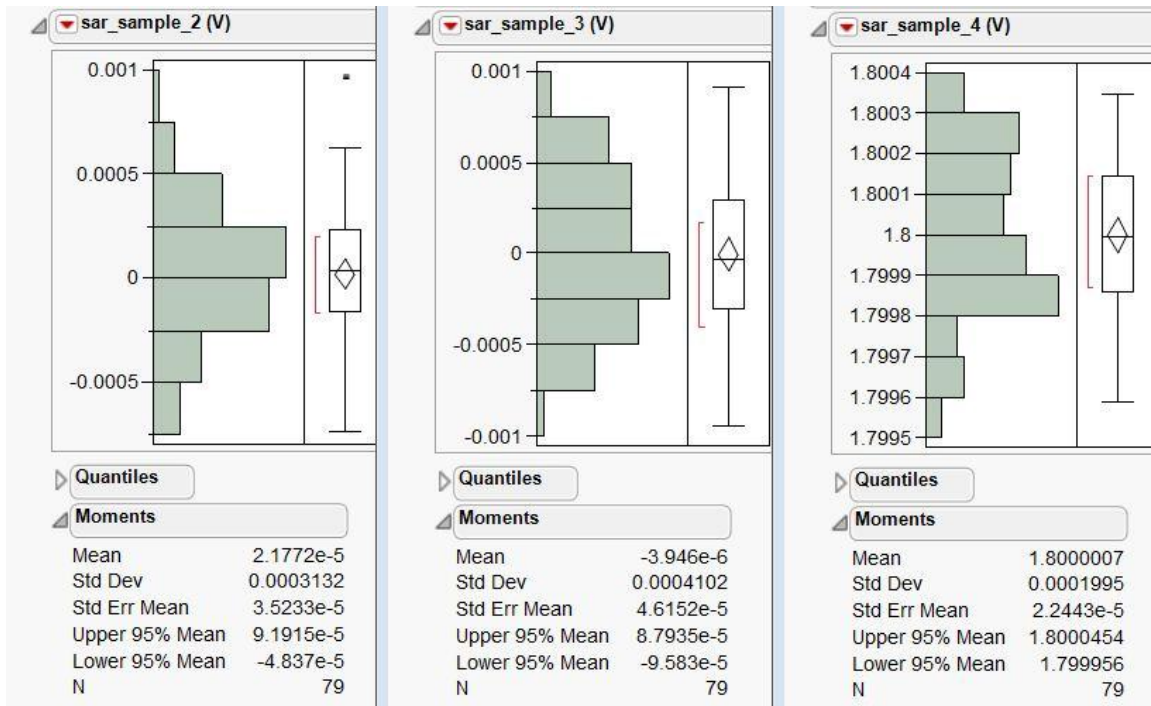 sar_sample_2 (V)
0.001
0.0005
0
-0.0005
Quantiles
Moments
Mean 2.1772e-5
Std Dev 0.0003132
Std Err Mean 3.5233e-5
Upper 95% Mean 9.1915e-5
Lower 95% Mean -4.837e-5
N 79
sar_sample_3 (V)
0.001
0.0005
0
-0.0005
-0.001
Quantiles
Moments
Mean -3.946e-6
Std Dev 0.0004102
Std Err Mean 4.6152e-5
Upper 95% Mean 8.7935e-5
Lower 95% Mean -9.583e-5
N 79
sar_sample_4 (V)
1.8004
1.8003
1.8002
1.8001
1.8
1.7999
1.7998
1.7997
1.7996
1.7995
Quantiles
Moments
Mean 1.8000007
Std Dev 0.0001995
Std Err Mean 2.2443e-5
Upper 95% Mean 1.8000454
Lower 95% Mean 1.799956
N 79